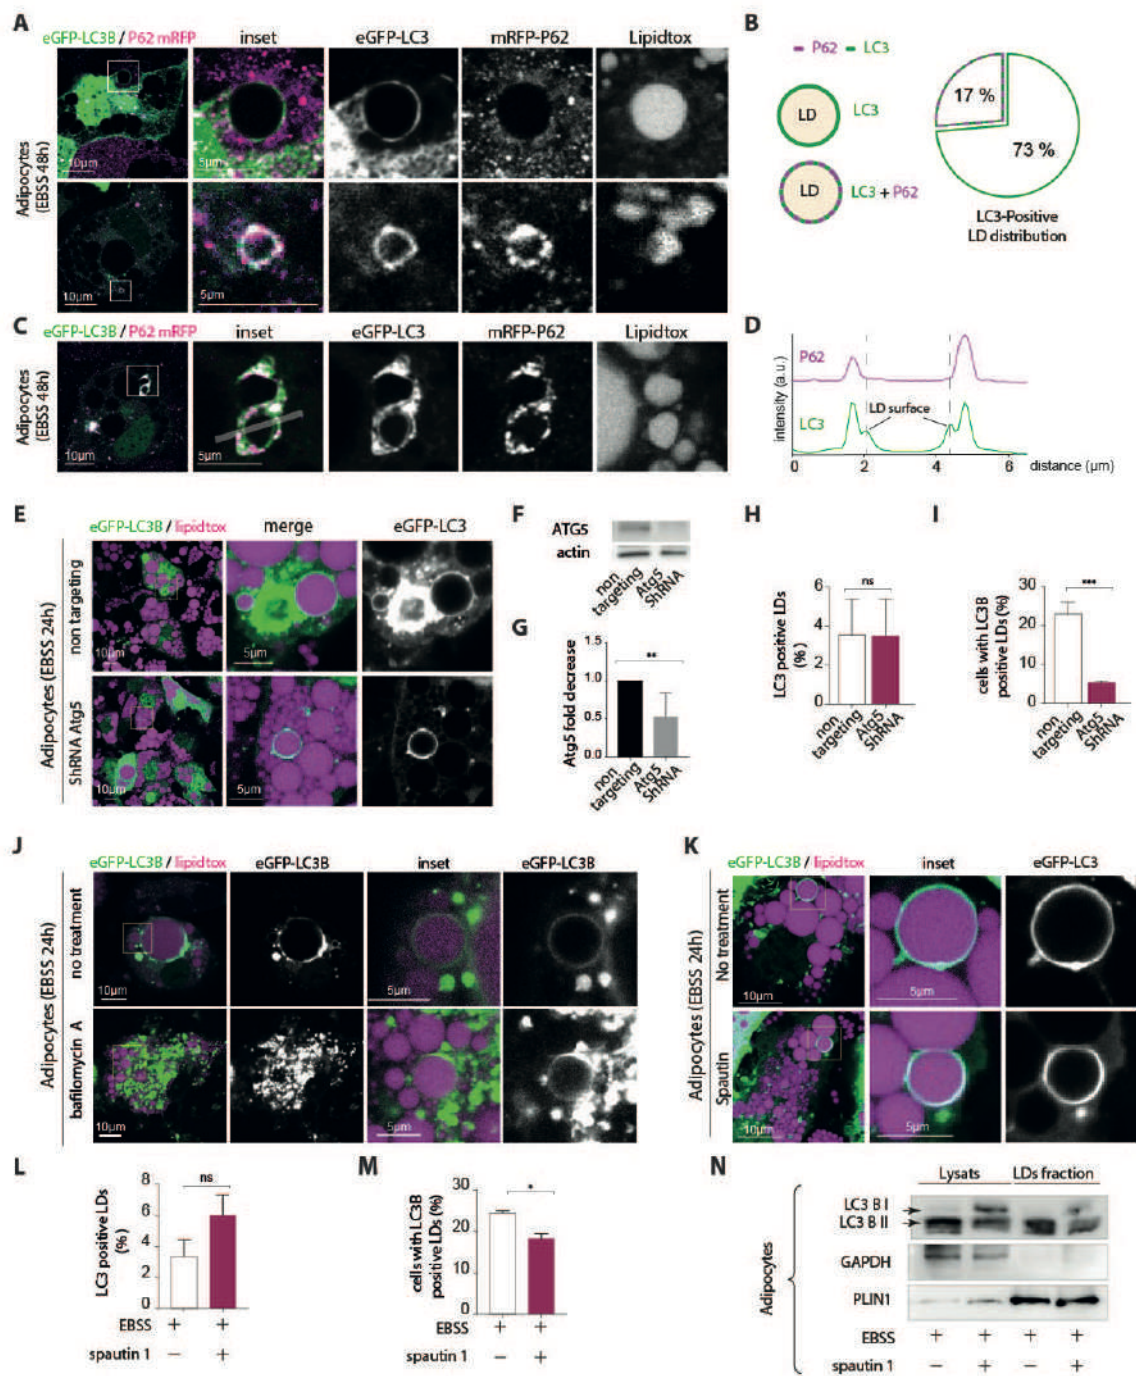 A
eGFP-LC3B / P62 mRFP
inset
eGFP-LC3
mRFP-P62
Lipidtox
Adipocytes
(EBSS 48h)
10µm
5µm
10µm
5µm
B
P62
LC3
LD
LC3
LD
LC3 + P62
17 %
73 %
LC3-Positive
LD distribution
C
eGFP-LC3B / P62 mRFP
inset
eGFP-LC3
mRFP-P62
Lipidtox
Adipocytes
(EBSS 48h)
10µm
5µm
D
P62
LC3
LD surface
intensity (a.u.)
0
2
4
6
distance (µm)
E
eGFP-LC3B / lipidtox
merge
eGFP-LC3
Adipocytes (EBSS 24h)
non targeting
ShRNA Atg5
10µm
5µm
10µm
5µm
F
ATG5
actin
non
targeting
Atg5
ShRNA
G
Atg5 fold decrease
1.5
1.0
0.5
0.0
**
non
targeting
Atg5
ShRNA
H
LC3 positive LDs
(%)
6
4
2
0
ns
non
targeting
Atg5
ShRNA
I
cells with LC3B
positive LDs (%)
30
20
10
0
***
non
targeting
Atg5
ShRNA
J
eGFP-LC3B / lipidtox
eGFP-LC3B
inset
eGFP-LC3B
Adipocytes (EBSS 24h)
no treatment
bafilomycin A
10µm
5µm
10µm
5µm
K
eGFP-LC3B / lipidtox
inset
eGFP-LC3
Adipocytes (EBSS 24h)
No treatment
Spautin
10µm
5µm
10µm
5µm
L
LC3 positive LDs
(%)
8
6
4
2
0
ns
EBSS + +
spautin 1 − +
M
cells with LC3B
positive LDs (%)
30
20
10
0
*
EBSS + +
spautin 1 − +
N
Lysats LDs fraction
LC3 B I
LC3 B II
GAPDH
PLIN1
Adipocytes
EBSS + + + +
spautin 1 − + − +